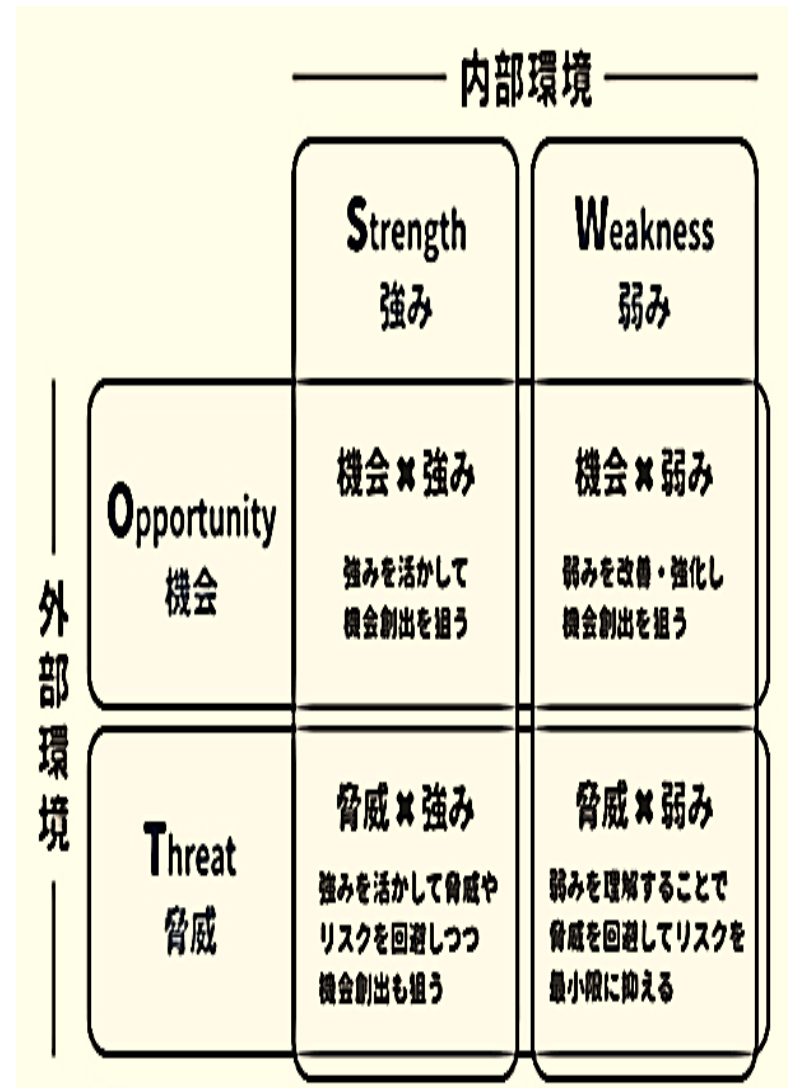 内部環境
Strength
強み
Weakness
弱み
外部環境
Opportunity
機会
機会×強み
強みを活かして
機会創出を狙う
機会×弱み
弱みを改善・強化し
機会創出を狙う
Threat
脅威
脅威×強み
強みを活かして脅威や
リスクを回避しつつ
機会創出も狙う
脅威×弱み
弱みを理解することで
脅威を回避してリスクを
最小限に抑える